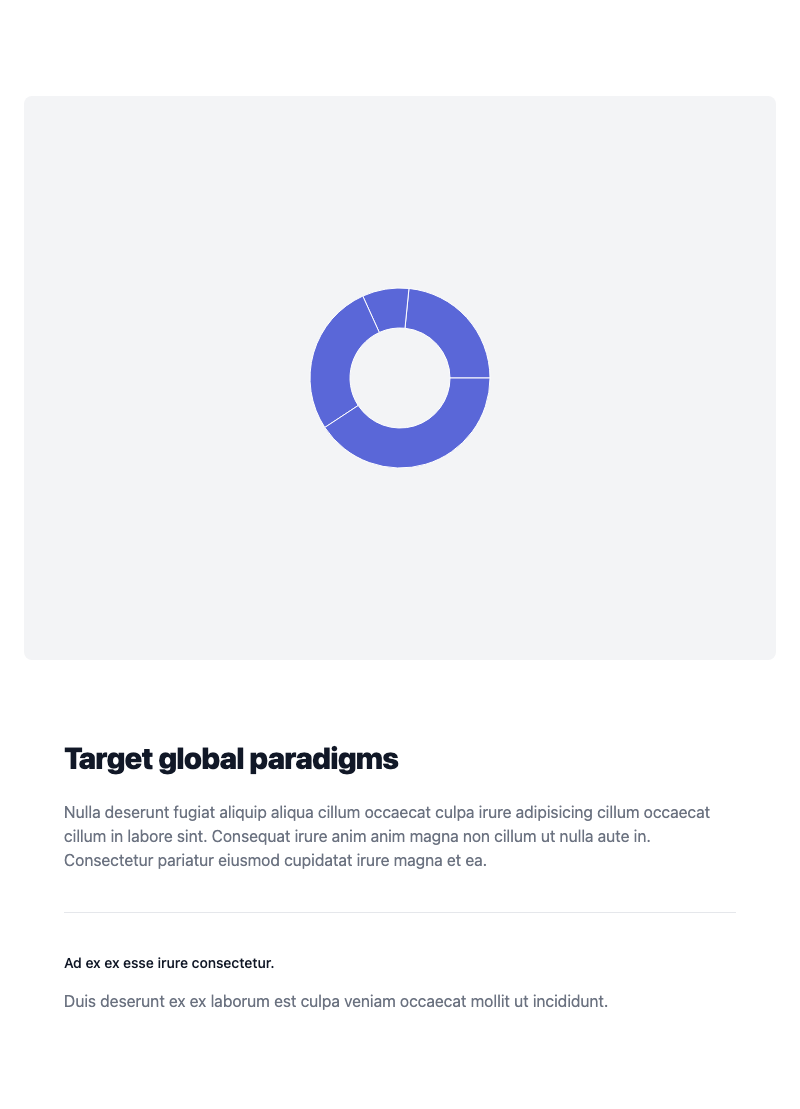 Target global paradigms
Nulla deserunt fugiat aliquip aliqua cillum occaecat culpa irure adipisicing cillum occaecat
cillum in labore sint. Consequat irure anim anim magna non cillum ut nulla aute in.
Consectetur pariatur eiusmod cupidatat irure magna et ea.
Ad ex ex esse irure consectetur.
Duis deserunt ex ex laborum est culpa veniam occaecat mollit ut incididunt.